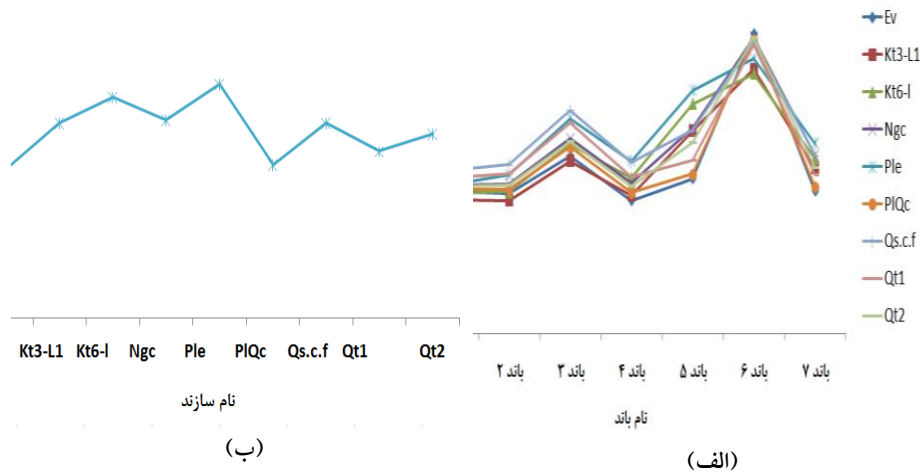 Ev
Kt3-L1
Kt6-l
Ngc
Ple
PlQc
Qs.c.f
Qt1
Qt2
باند ۲ باند ۳ باند ۴ باند ۵ باند ۶ باند ۷
نام باند
(الف)
Kt3-L1 Kt6-l Ngc Ple PlQc Qs.c.f Qt1 Qt2
نام سازند
(ب)